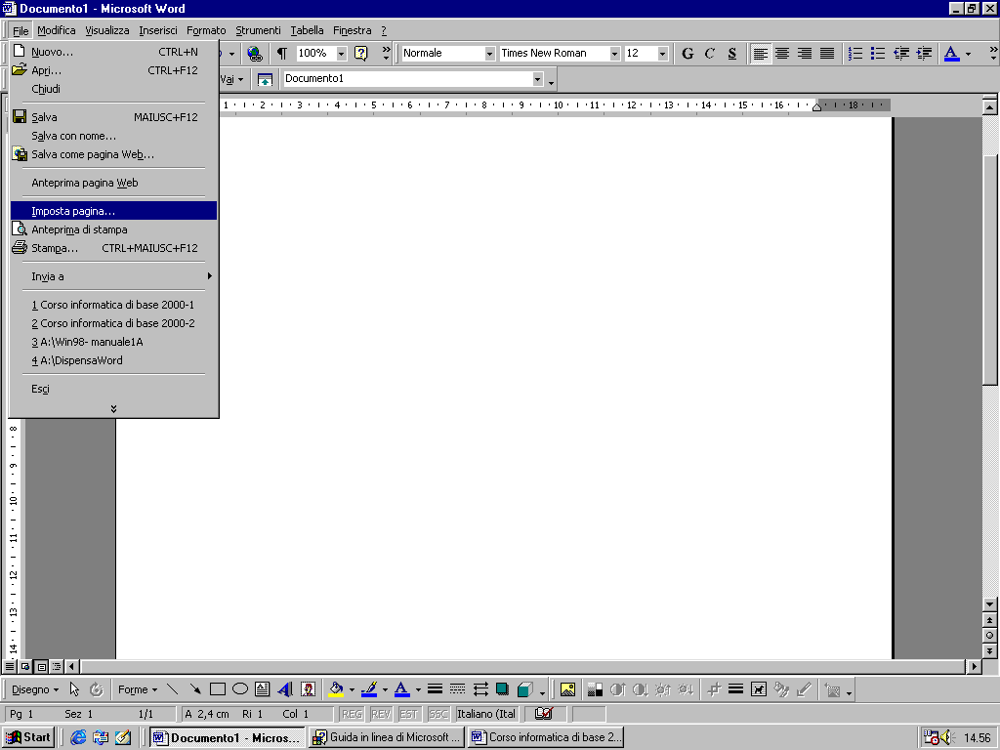 Documento1 - Microsoft Word
File Modifica Visualizza Inserisci Formato Strumenti Tabella Finestra ?
Nuovo... CTRL+N
100% Normale Times New Roman 12 G C S
Apri... CTRL+F12
Vai Documento1
Chiudi
1 2 3 4 5 6 7 8 9 10 11 12 13 14 15 16 18
Salva MAIUSC+F12
Salva con nome...
Salva come pagina Web...
Anteprima pagina Web
Imposta pagina...
Anteprima di stampa
Stampa... CTRL+MAIUSC+F12
Invia a
1 Corso informatica di base 2000-1
2 Corso informatica di base 2000-2
3 A:\Win98- manuale1A
4 A:\DispensaWord
Esci
8
9
10
11
12
13
14
Disegno Forme
Pg 1 Sez 1 1/1 A 2,4 cm Ri 1 Col 1 REG REV EST SSC Italiano (Ital
Start Documento1 - Micros... Guida in linea di Microsoft ... Corso informatica di base 2... 14.56